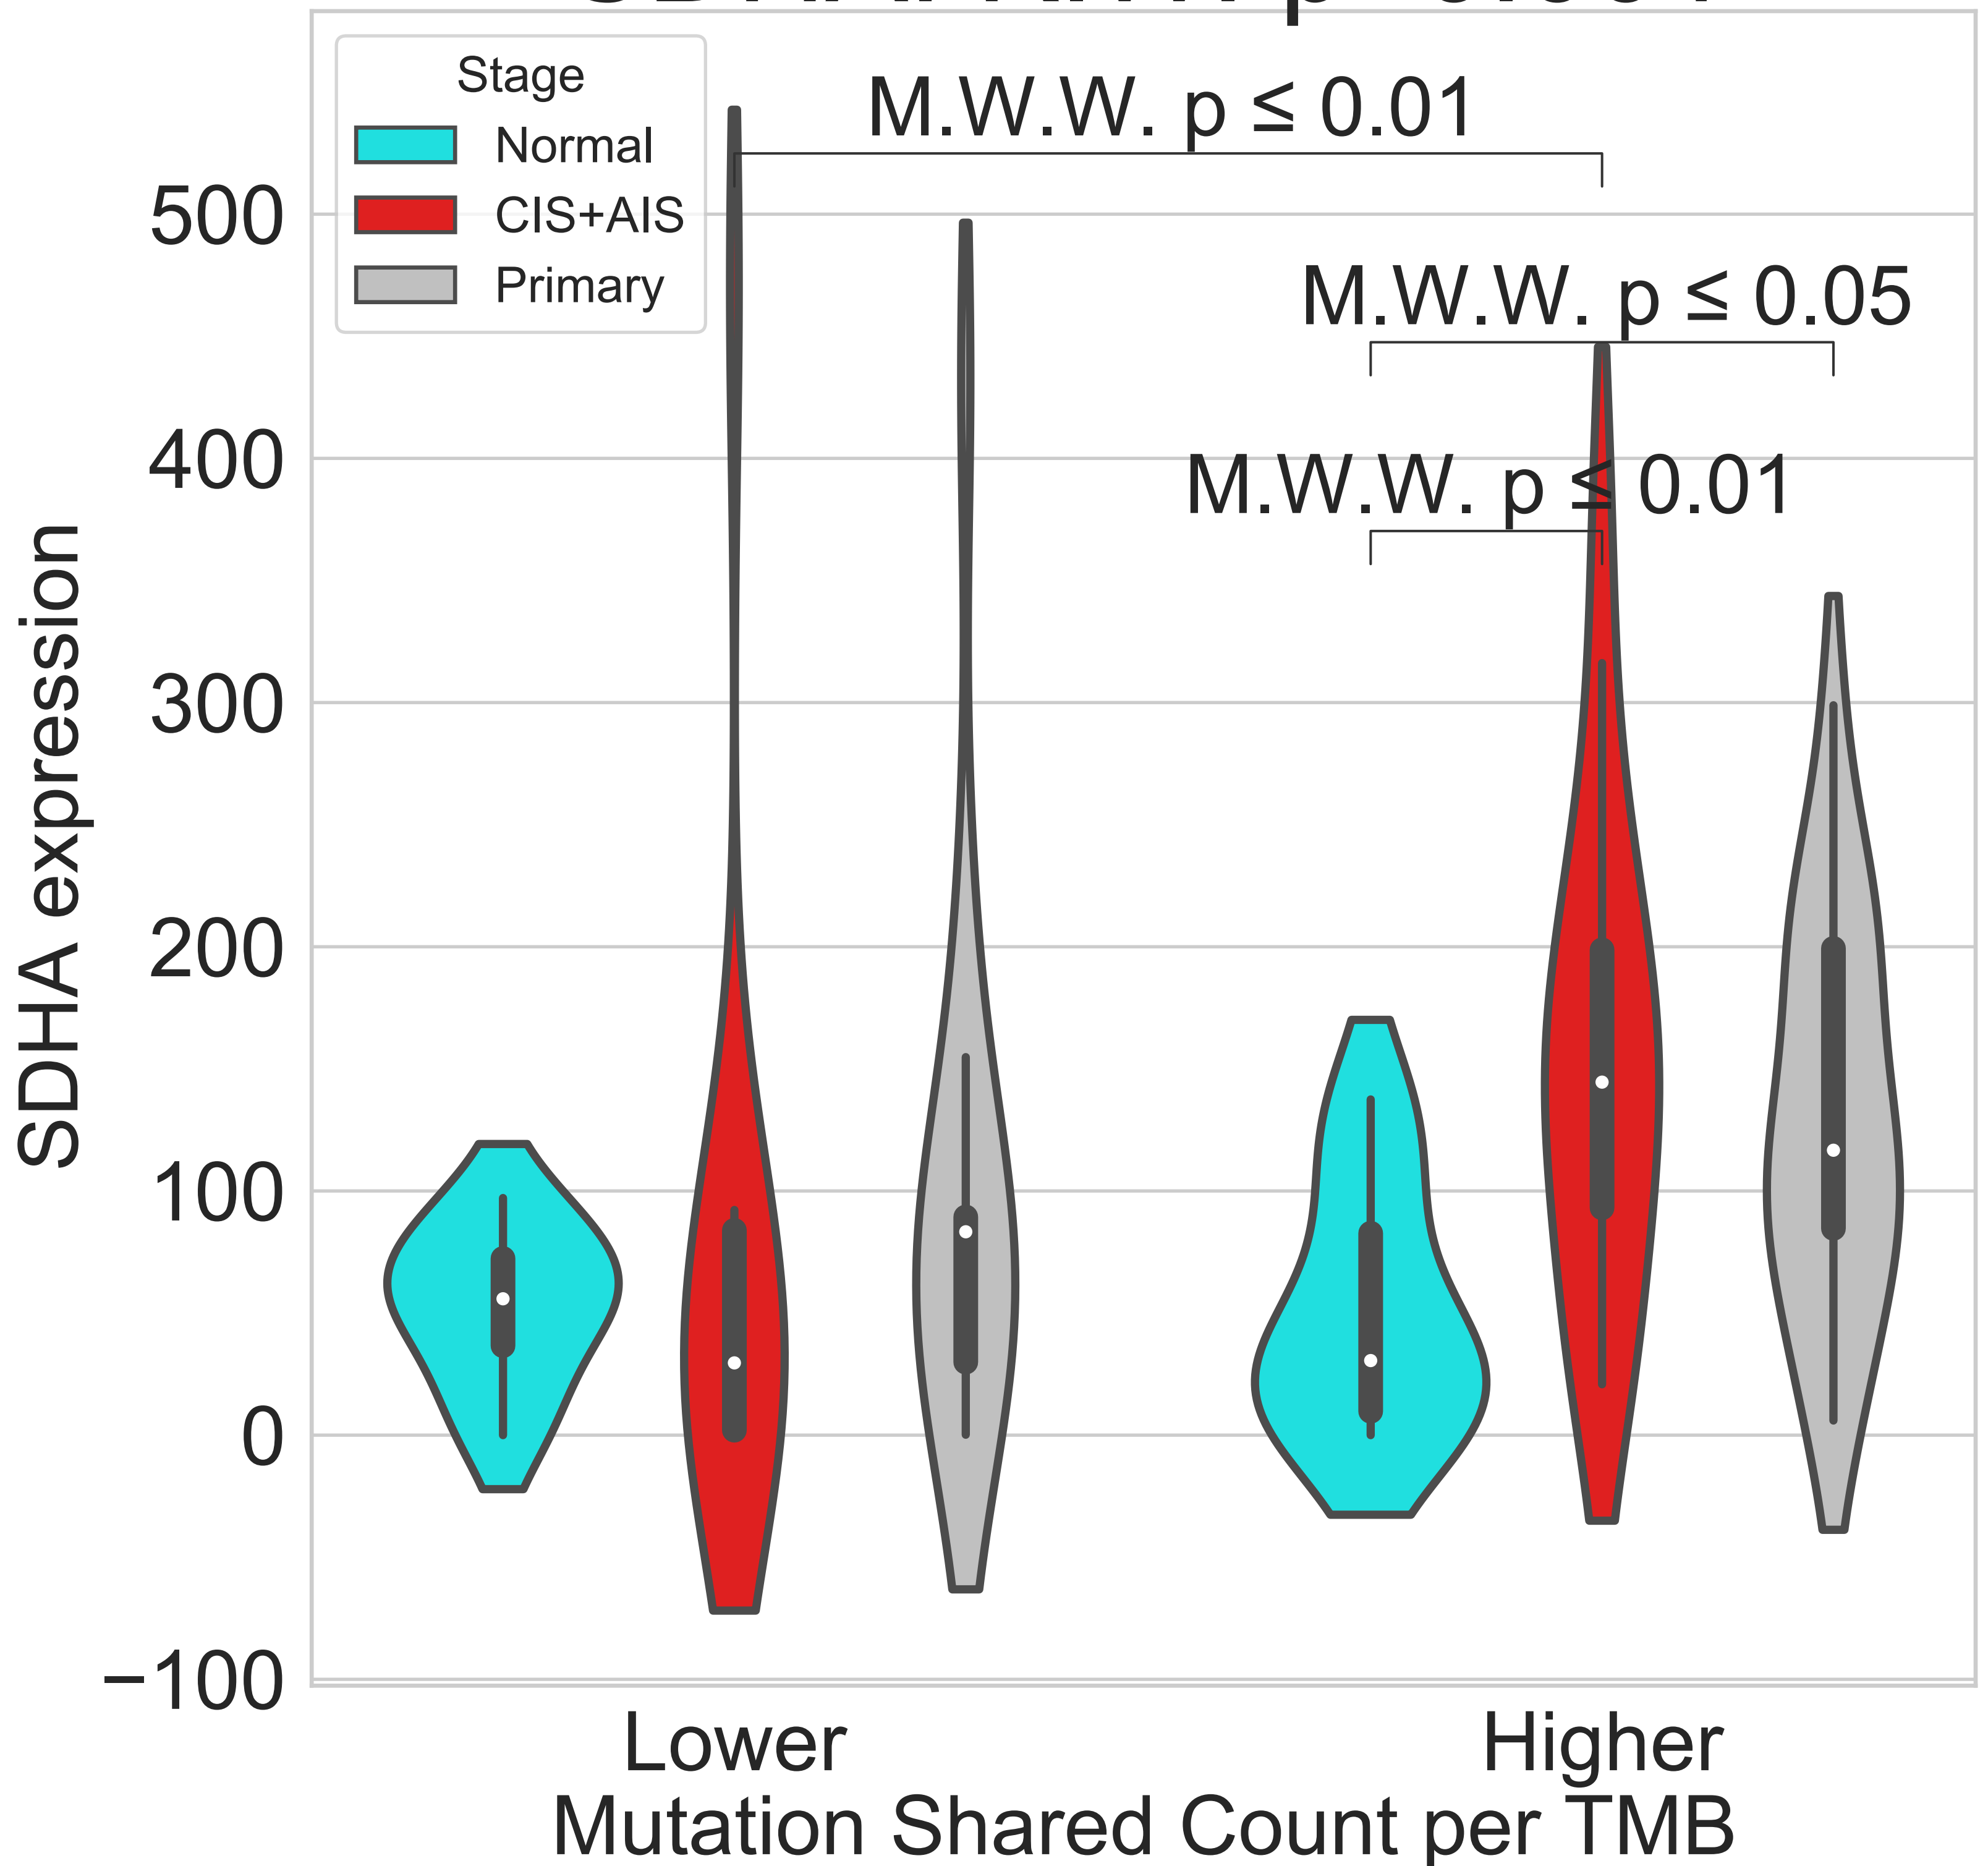 Stage
Normal
CIS+AIS
Primary
M.W.W. p ≤ 0.01
M.W.W. p ≤ 0.05
M.W.W. p ≤ 0.01
500
400
300
200
100
0
−100
SDHA expression
Lower
Higher
Mutation Shared Count per TMB